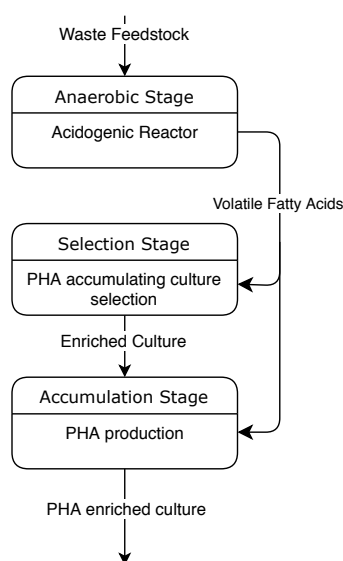 Waste Feedstock
Anaerobic Stage
Acidogenic Reactor
Volatile Fatty Acids
Selection Stage
PHA accumulating culture
selection
Enriched Culture
Accumulation Stage
PHA production
PHA enriched culture